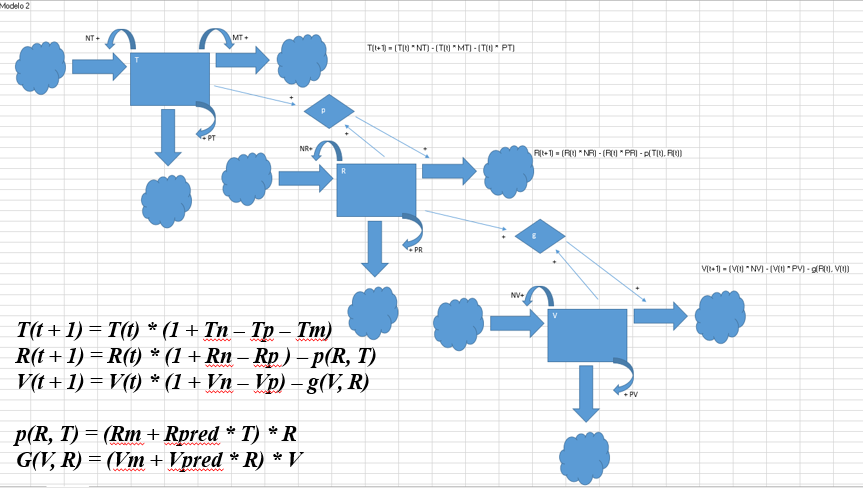 Modelo 2
NT +
MT +
T
T(t+1) = (T(t) * NT) - (T(t) * MT) - (T(t) * PT)
+
p
+ PT
+
+
NR+
R(t+1) = (R(t) * NR) - (R(t) * PR) - p(T(t), R(t))
R
+
g
+ PR
+
V(t+1) = (V(t) * NV) - (V(t) * PV) - g(R(t), V(t))
+
NV+
V
T(t + 1) = T(t) * (1 + Tn – Tp – Tm)
R(t + 1) = R(t) * (1 + Rn – Rp ) – p(R, T)
V(t + 1) = V(t) * (1 + Vn – Vp) – g(V, R)
+ PV
p(R, T) = (Rm + Rpred * T) * R
G(V, R) = (Vm + Vpred * R) * V